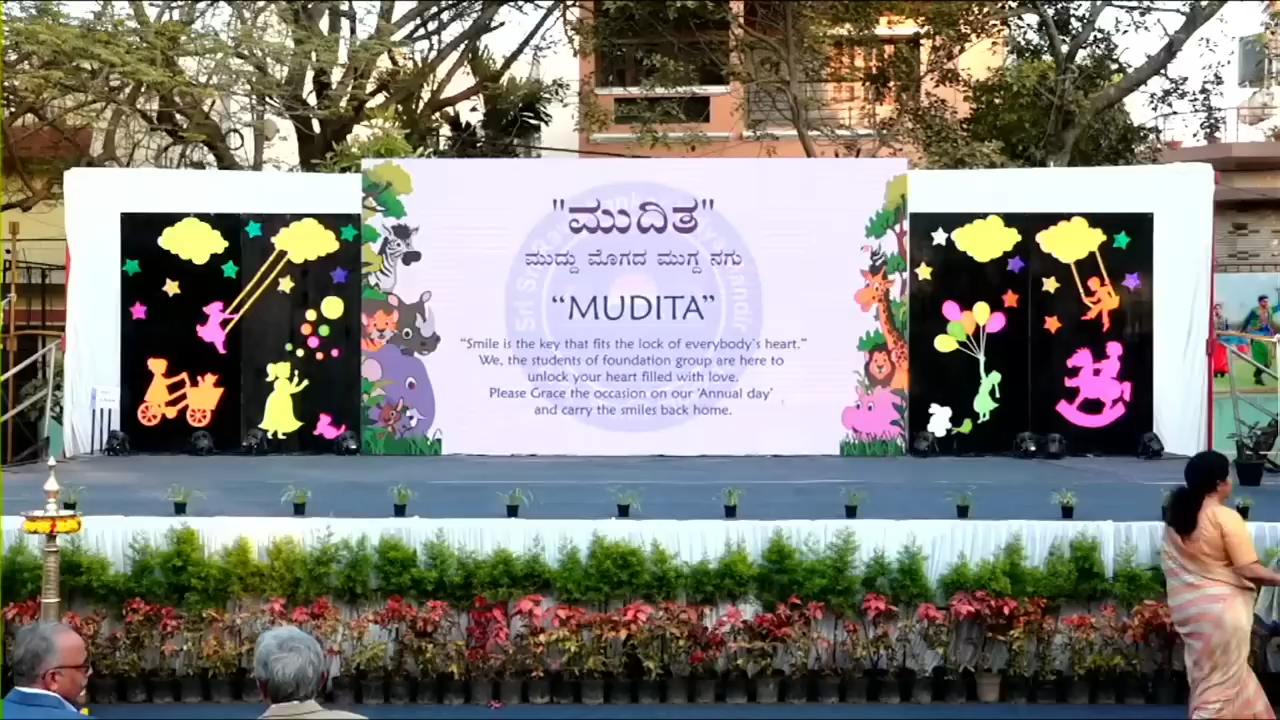 "ಮುದಿತ"
ಮುದ್ದು ಮೊಗದ ಮುಗ್ದ ನಗು
“MUDITA”
“Smile is the key that fits the lock of everybody's heart.”
We, the students of foundation group are here to
unlock your heart filled with love.
Please Grace the occasion on our ‘Annual day’
and carry the smiles back home.